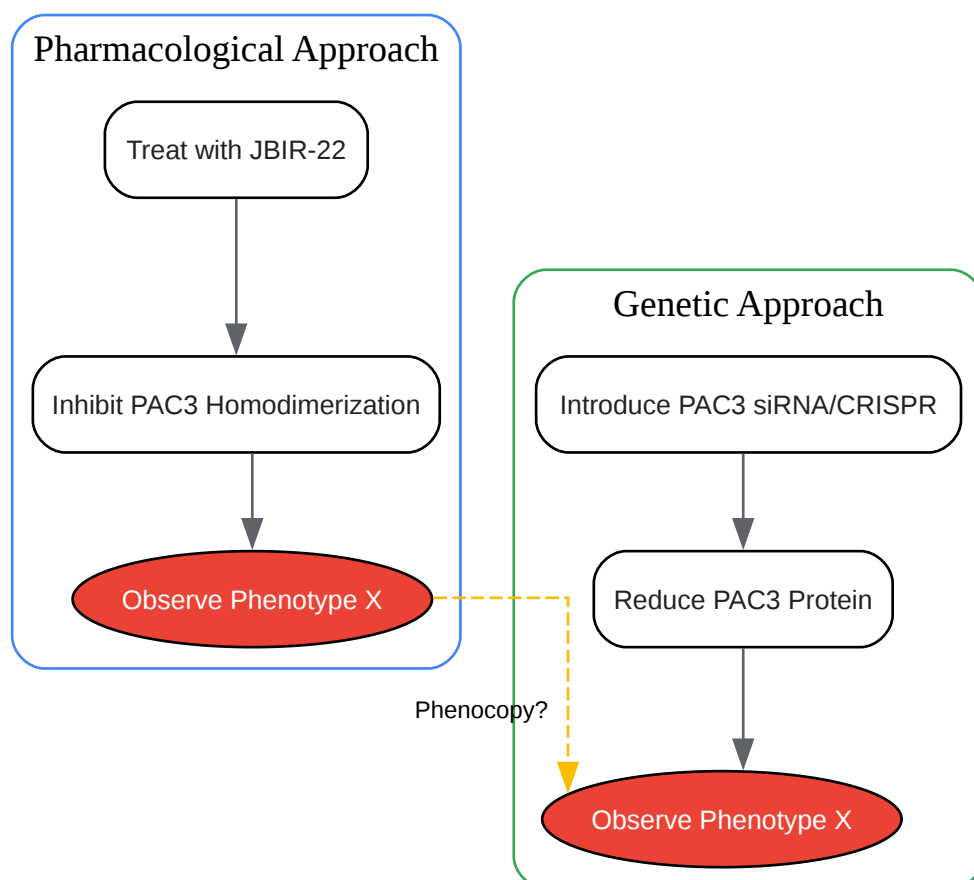 Pharmacological Approach
Treat with JBIR-22
Inhibit PAC3 Homodimerization
Observe Phenotype X
Genetic Approach
Introduce PAC3 siRNA/CRISPR
Reduce PAC3 Protein
Phenocopy?
Observe Phenotype X